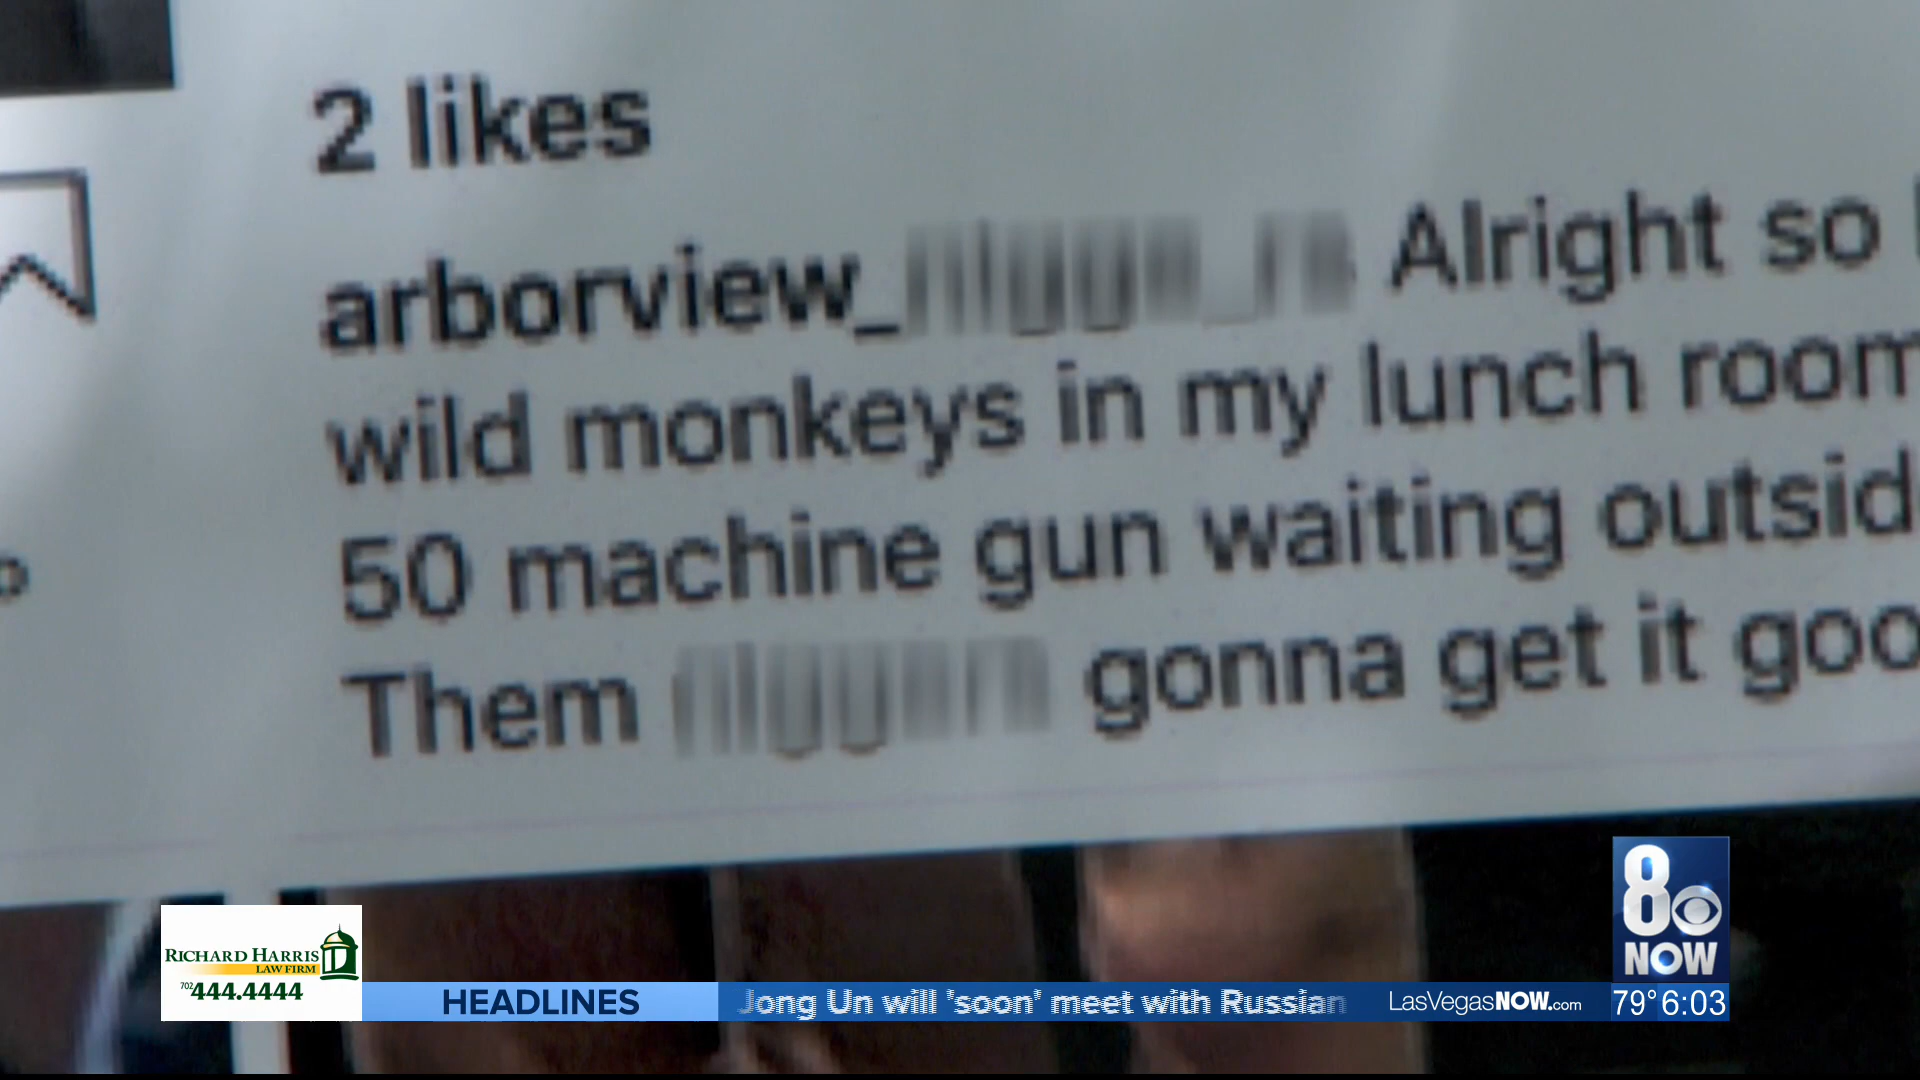 2 likes
arborview_ Alright so
wild monkeys in my lunch room
50 machine gun waiting outsid
Them gonna get it goo
RICHARD HARRIS
LAW FIRM
702 444.4444
HEADLINES
Jong Un will 'soon' meet with Russian
LasVegasNOW.com
8
NOW
79° 6:03